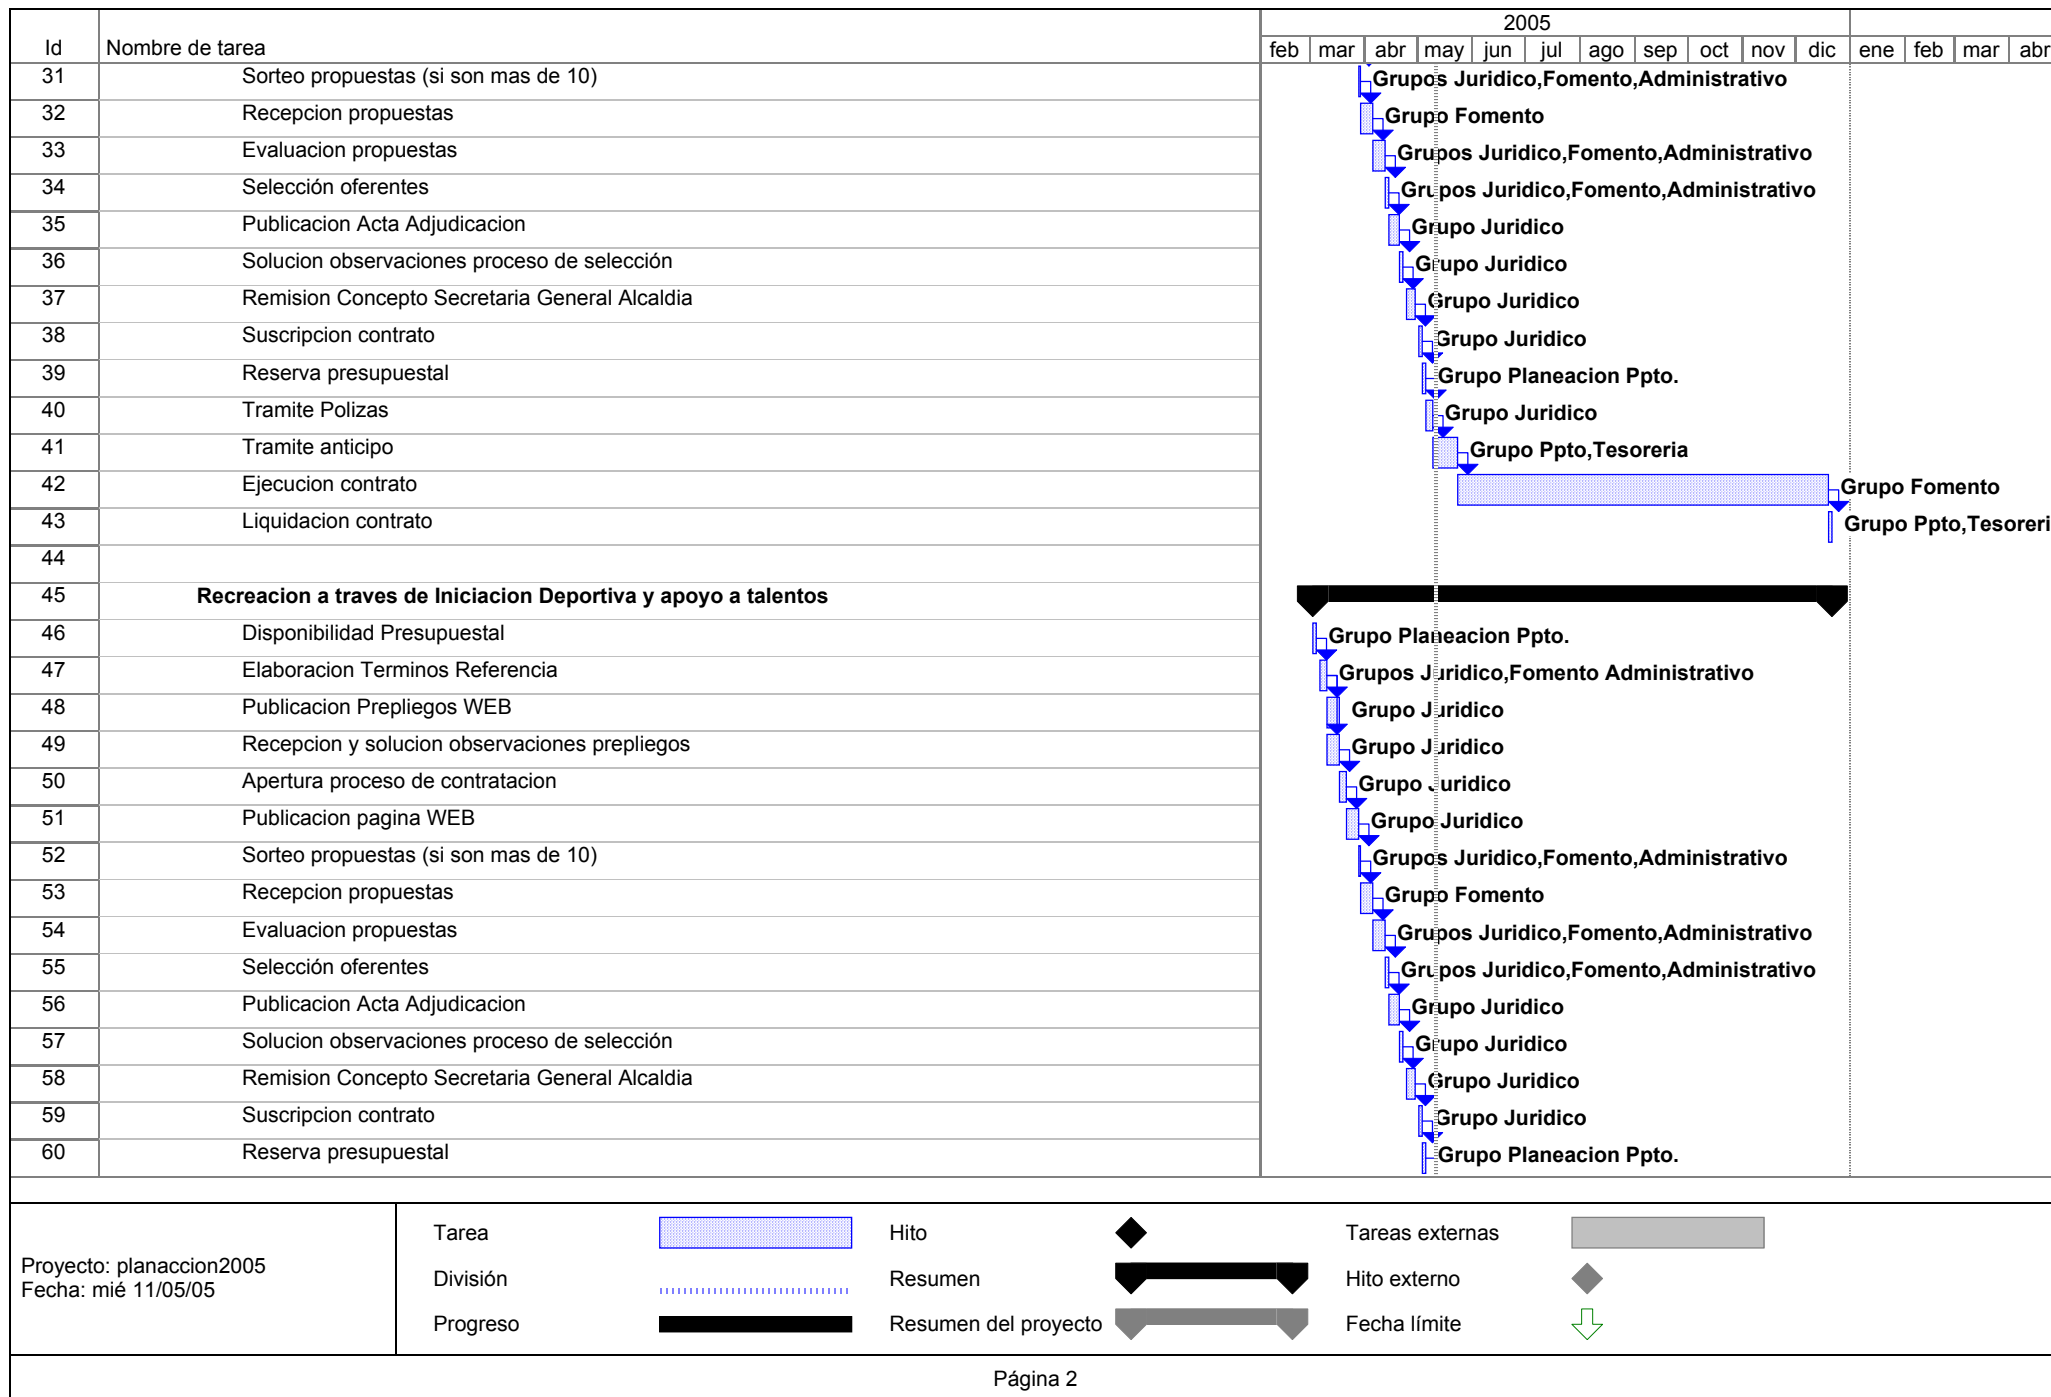 2005
Id Nombre de tarea feb mar abr may jun jul ago sep oct nov dic ene feb mar abr
31 Sorteo propuestas (si son mas de 10) Grupos Juridico,Fomento,Administrativo
32 Recepcion propuestas Grupo Fomento
33 Evaluacion propuestas Grupos Juridico,Fomento,Administrativo
34 Selección oferentes Grupos Juridico,Fomento,Administrativo
35 Publicacion Acta Adjudicacion Grupo Juridico
36 Solucion observaciones proceso de selección Grupo Juridico
37 Remision Concepto Secretaria General Alcaldia Grupo Juridico
38 Suscripcion contrato Grupo Juridico
39 Reserva presupuestal Grupo Planeacion Ppto.
40 Tramite Polizas Grupo Juridico
41 Tramite anticipo Grupo Ppto,Tesoreria
42 Ejecucion contrato Grupo Fomento
43 Liquidacion contrato Grupo Ppto,Tesoreri
44
45 Recreacion a traves de Iniciacion Deportiva y apoyo a talentos
46 Disponibilidad Presupuestal Grupo Planeacion Ppto.
47 Elaboracion Terminos Referencia Grupos Juridico,Fomento Administrativo
48 Publicacion Prepliegos WEB Grupo Juridico
49 Recepcion y solucion observaciones prepliegos Grupo Juridico
50 Apertura proceso de contratacion Grupo Juridico
51 Publicacion pagina WEB Grupo Juridico
52 Sorteo propuestas (si son mas de 10) Grupos Juridico,Fomento,Administrativo
53 Recepcion propuestas Grupo Fomento
54 Evaluacion propuestas Grupos Juridico,Fomento,Administrativo
55 Selección oferentes Grupos Juridico,Fomento,Administrativo
56 Publicacion Acta Adjudicacion Grupo Juridico
57 Solucion observaciones proceso de selección Grupo Juridico
58 Remision Concepto Secretaria General Alcaldia Grupo Juridico
59 Suscripcion contrato Grupo Juridico
60 Reserva presupuestal Grupo Planeacion Ppto.
Proyecto: planaccion2005
Fecha: mié 11/05/05
Tarea Hito Tareas externas
División Resumen Hito externo
Progreso Resumen del proyecto Fecha límite
Página 2